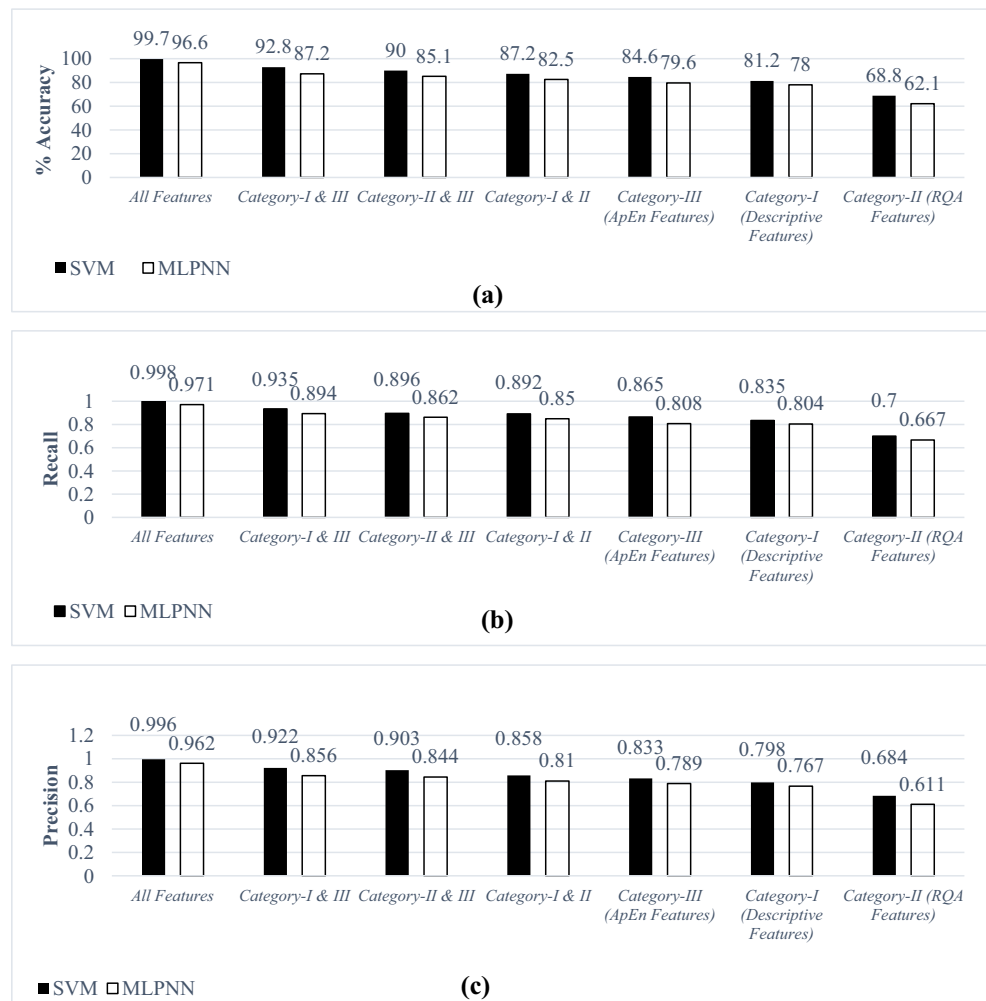 99.7 96.6 92.8 87.2 90 85.1 87.2 82.5 84.6 79.6 81.2 78 68.8 62.1
100
80
60
40
20
0
% Accuracy
All Features Category-I & III Category-II & III Category-I & II Category-III Category-I Category-II (RQA
(ApEn Features) (Descriptive Features)
Features)
SVM MLPNN
(a)
0.998 0.971 0.935 0.894 0.896 0.862 0.892 0.85 0.865 0.808 0.835 0.804 0.7 0.667
1
0.8
0.6
0.4
0.2
0
Recall
All Features Category-I & III Category-II & III Category-I & II Category-III Category-I Category-II (RQA
(ApEn Features) (Descriptive Features)
Features)
SVM MLPNN
(b)
0.996 0.962 0.922 0.856 0.903 0.844 0.858 0.81 0.833 0.789 0.798 0.767 0.684 0.611
1.2
1
0.8
0.6
0.4
0.2
0
Precision
All Features Category-I & III Category-II & III Category-I & II Category-III Category-I Category-II (RQA
(ApEn Features) (Descriptive Features)
Features)
SVM MLPNN
(c)